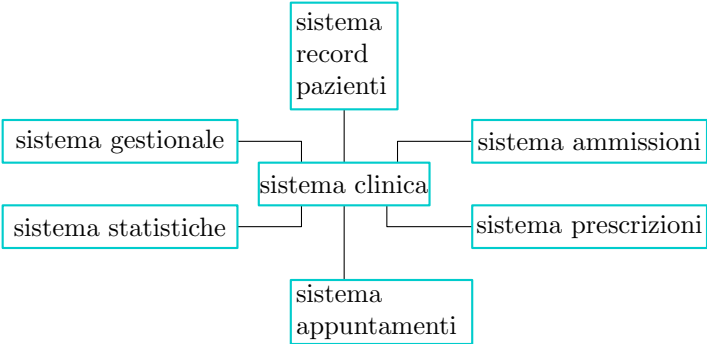 sistema
record
pazienti
sistema gestionale
sistema ammissioni
sistema clinica
sistema statistiche
sistema prescrizioni
sistema
appuntamenti